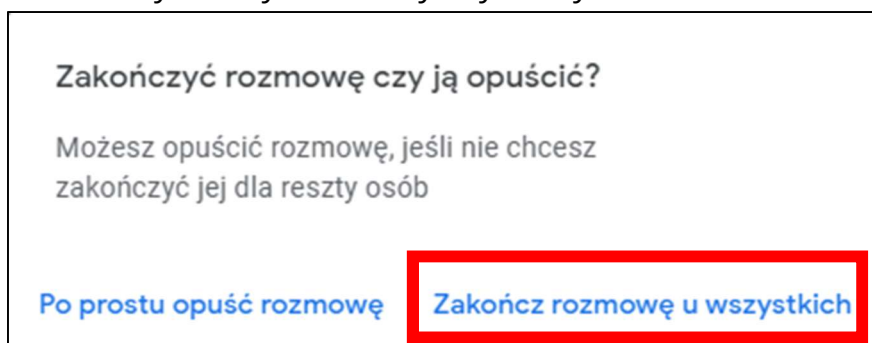 Zakończyć rozmowę czy ją opuścić?
Możesz opuścić rozmowę, jeśli nie chcesz
zakończyć jej dla reszty osób
Po prostu opuść rozmowę Zakończ rozmowę u wszystkich